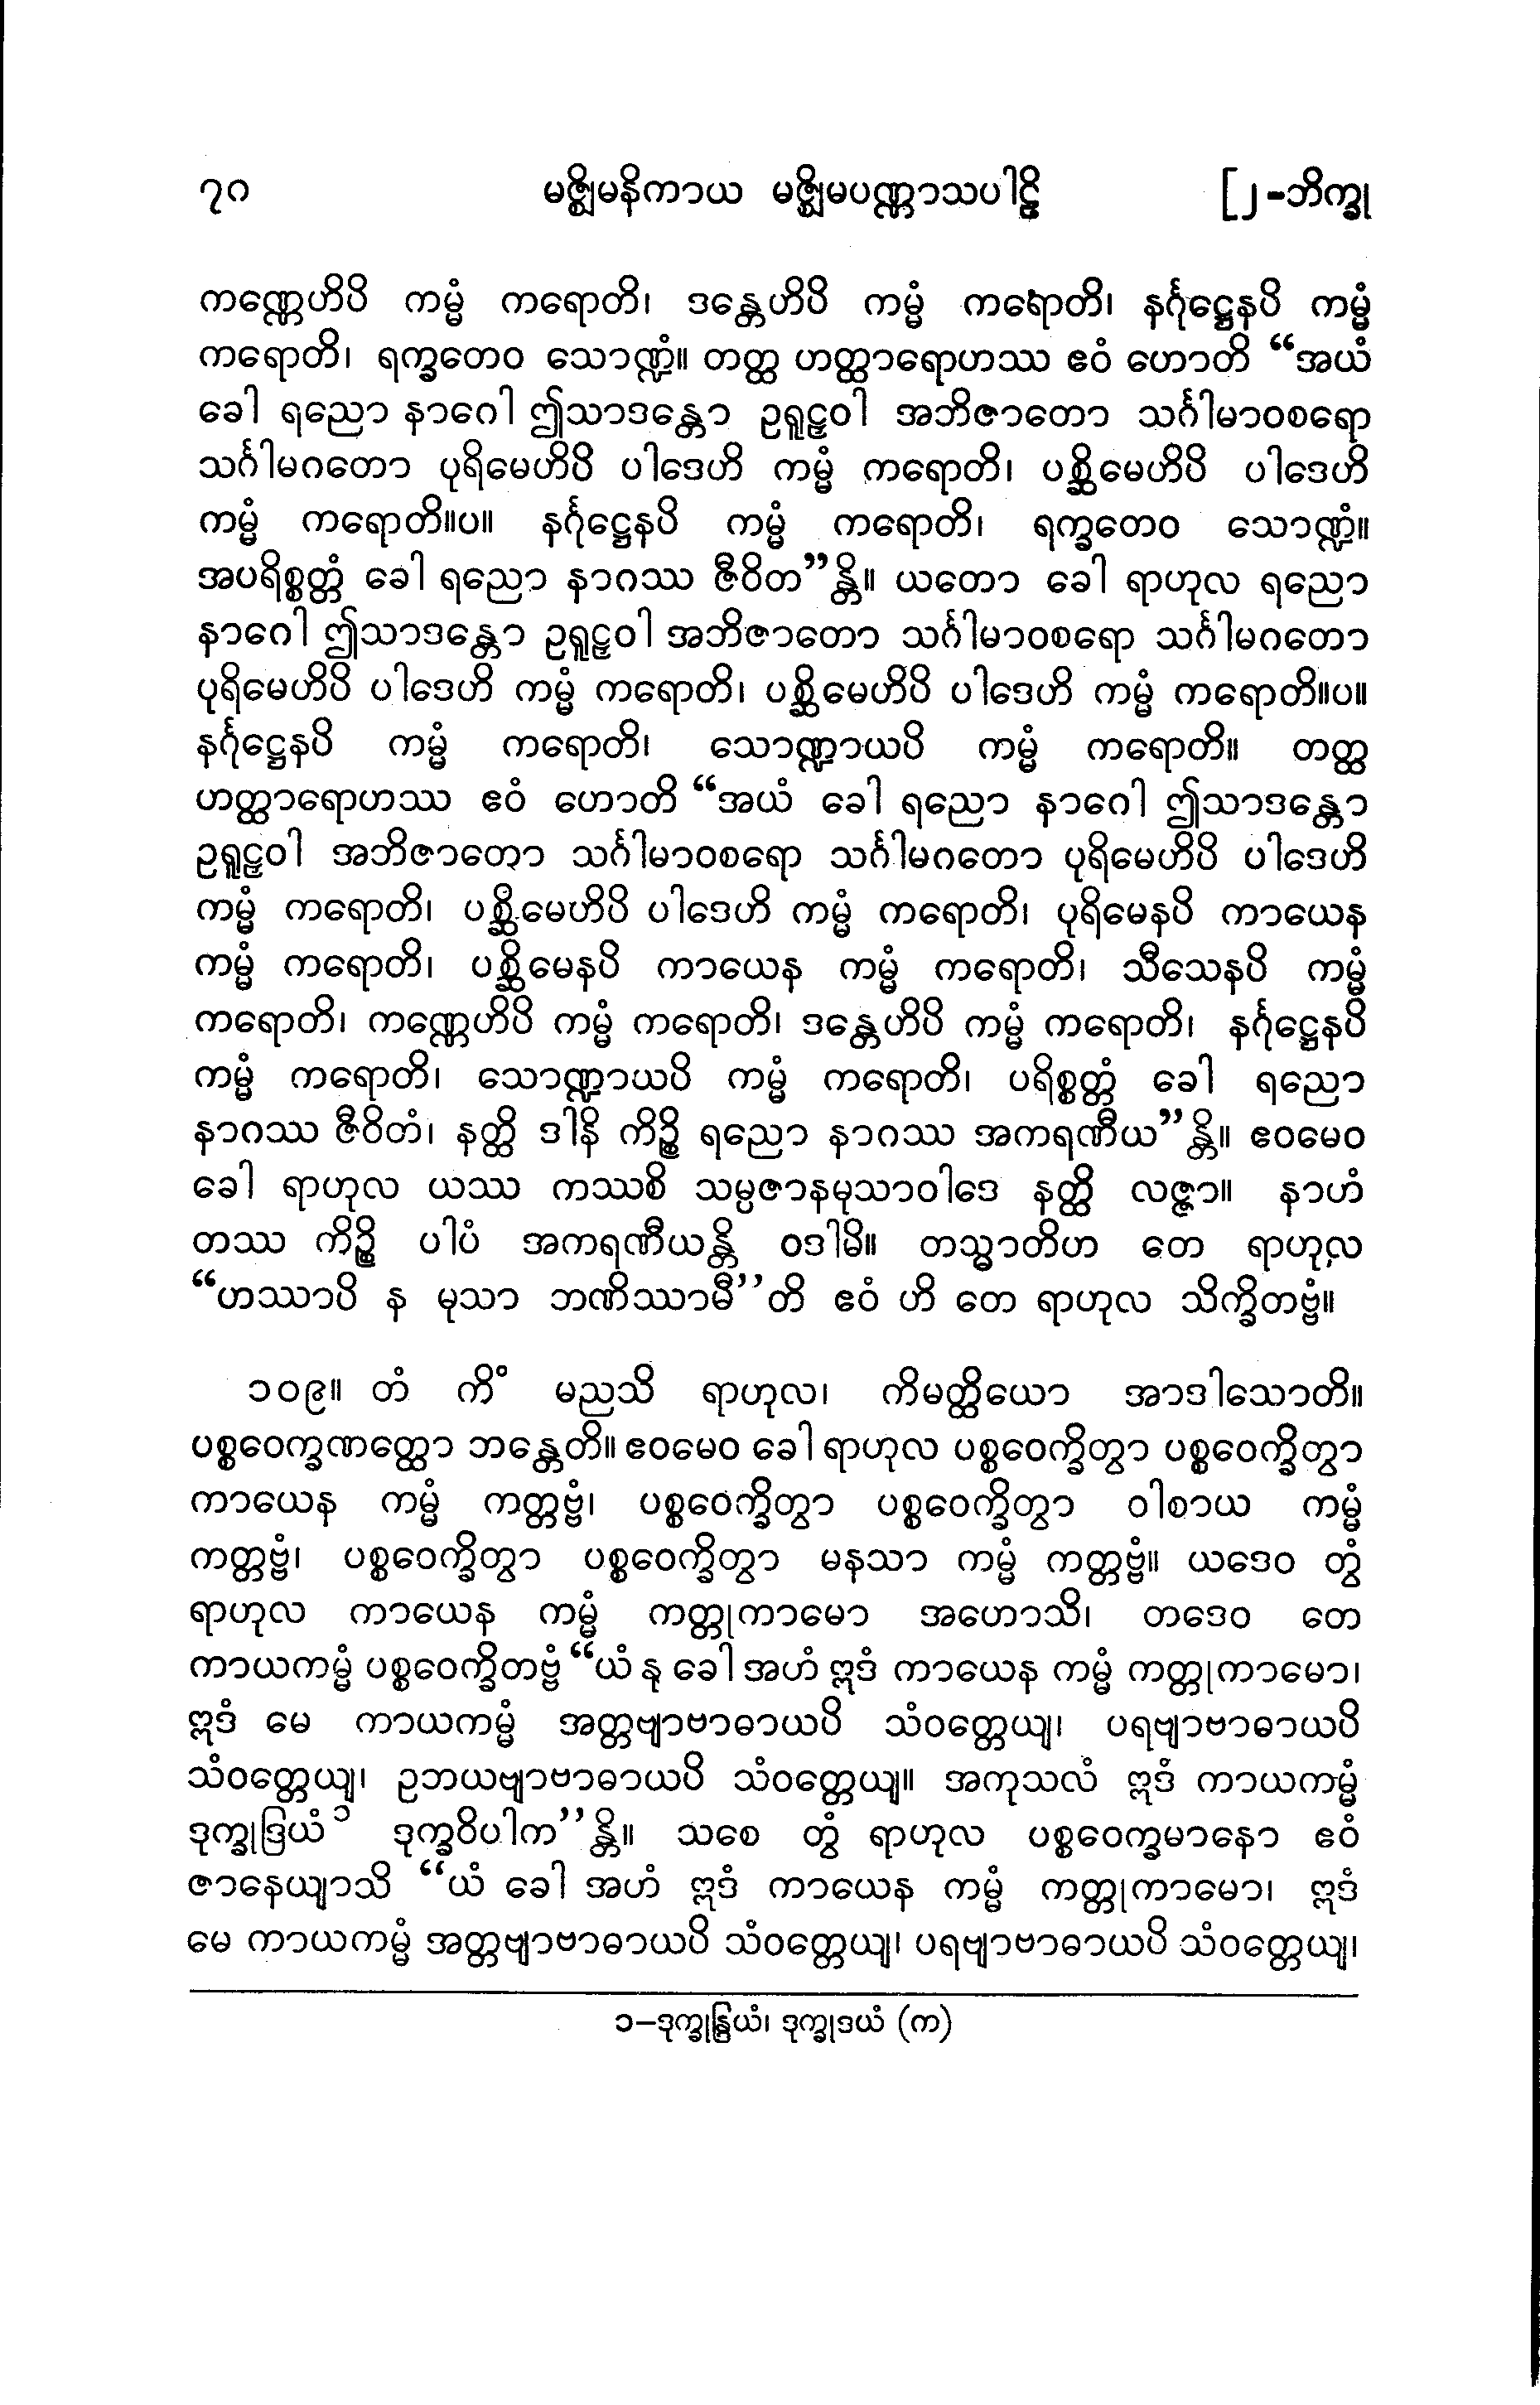 ၇၀ မဇ္ဈိမနိကာယ မဇ္ဈိမပဏ္ဏာသပါဠိ [၂-ဘိက္ခု
ကဏ္ဏေဟိပိ ကမ္မံ ကရောတိ၊ ဒန္တေဟိပိ ကမ္မံ ကရောတိ၊ နင်္ဂုဋ္ဌေနပိ ကမ္မံ
ကရောတိ၊ ရက္ခတေဝ သောဏ္ဍံ။ တတ္ထ ဟတ္ထာရောဟဿ ဧဝံ ဟောတိ “အယံ
ခေါ ရညော နာဂေါ ဤသာဒန္တော ဥရူဠှဝါ အဘိဇာတော သင်္ဂါမာဝစရော
သင်္ဂါမဂတော ပုရိမေဟိပိ ပါဒေဟိ ကမ္မံ ကရောတိ၊ ပစ္ဆိမေဟိပိ ပါဒေဟိ
ကမ္မံ ကရောတိ။ပ။ နင်္ဂုဋ္ဌေနပိ ကမ္မံ ကရောတိ၊ ရက္ခတေဝ သောဏ္ဍံ။
အပရိစ္စတ္တံ ခေါ ရညော နာဂဿ ဇီဝိတ”န္တိ။ ယတော ခေါ ရာဟုလ ရညော
နာဂေါ ဤသာဒန္တော ဥရူဠှဝါ အဘိဇာတော သင်္ဂါမာဝစရော သင်္ဂါမဂတော
ပုရိမေဟိပိ ပါဒေဟိ ကမ္မံ ကရောတိ၊ ပစ္ဆိမေဟိပိ ပါဒေဟိ ကမ္မံ ကရောတိ။ပ။
နင်္ဂုဋ္ဌေနပိ ကမ္မံ ကရောတိ၊ သောဏ္ဍာယပိ ကမ္မံ ကရောတိ။ တတ္ထ
ဟတ္ထာရောဟဿ ဧဝံ ဟောတိ “အယံ ခေါ ရညော နာဂေါ ဤသာဒန္တော
ဥရူဠှဝါ အဘိဇာတော သင်္ဂါမာဝစရော သင်္ဂါမဂတော ပုရိမေဟိပိ ပါဒေဟိ
ကမ္မံ ကရောတိ၊ ပစ္ဆိမေဟိပိ ပါဒေဟိ ကမ္မံ ကရောတိ၊ ပုရိမေနပိ ကာယေန
ကမ္မံ ကရောတိ၊ ပစ္ဆိမေနပိ ကာယေန ကမ္မံ ကရောတိ၊ သီသေနပိ ကမ္မံ
ကရောတိ၊ ကဏ္ဏေဟိပိ ကမ္မံ ကရောတိ၊ ဒန္တေဟိပိ ကမ္မံ ကရောတိ၊ နင်္ဂုဋ္ဌေနပိ
ကမ္မံ ကရောတိ၊ သောဏ္ဍာယပိ ကမ္မံ ကရောတိ၊ ပရိစ္စတ္တံ ခေါ ရညော
နာဂဿ ဇီဝိတံ၊ နတ္ထိ ဒါနိ ကိဉ္စိ ရညော နာဂဿ အကရဏီယ”န္တိ။ ဧဝမေဝ
ခေါ ရာဟုလ ယဿ ကဿစိ သမ္ပဇာနမုသာဝါဒေ နတ္ထိ လဇ္ဇာ။ နာဟံ
တဿ ကိဉ္စိ ပါပံ အကရဏီယန္တိ ဝဒါမိ။ တသ္မာတိဟ တေ ရာဟုလ
“ဟဿာပိ န မုသာ ဘဏိဿာမီ’’တိ ဧဝံ ဟိ တေ ရာဟုလ သိက္ခိတဗ္ဗံ။
၁၀၉။ တံ ကိံ မညသိ ရာဟုလ၊ ကိမတ္ထိယော အာဒါသောတိ။
ပစ္စဝေက္ခဏတ္ထော ဘန္တေတိ။ ဧဝမေဝ ခေါ ရာဟုလ ပစ္စဝေက္ခိတွာ ပစ္စဝေက္ခိတွာ
ကာယေန ကမ္မံ ကတ္တဗ္ဗံ၊ ပစ္စဝေက္ခိတွာ ပစ္စဝေက္ခိတွာ ဝါစာယ ကမ္မံ
ကတ္တဗ္ဗံ၊ ပစ္စဝေက္ခိတွာ ပစ္စဝေက္ခိတွာ မနသာ ကမ္မံ ကတ္တဗ္ဗံ။ ယဒေဝ တွံ
ရာဟုလ ကာယေန ကမ္မံ ကတ္တုကာမော အဟောသိ၊ တဒေဝ တေ
ကာယကမ္မံ ပစ္စဝေက္ခိတဗ္ဗံ “ယံ နု ခေါ အဟံ ဣဒံ ကာယေန ကမ္မံ ကတ္တုကာမော၊
ဣဒံ မေ ကာယကမ္မံ အတ္တဗျာဗာဓာယပိ သံဝတ္တေယျ၊ ပရဗျာဗာဓာယပိ
သံဝတ္တေယျ၊ ဥဘယဗျာဗာဓာယပိ သံဝတ္တေယျ။ အကုသလံ ဣဒံ ကာယကမ္မံ
ဒုက္ခုဒြယံ၁ ဒုက္ခဝိပါက’’န္တိ။ သစေ တွံ ရာဟုလ ပစ္စဝေက္ခမာနော ဧဝံ
ဇာနေယျာသိ “ယံ ခေါ အဟံ ဣဒံ ကာယေန ကမ္မံ ကတ္တုကာမော၊ ဣဒံ
မေ ကာယကမ္မံ အတ္တဗျာဗာဓာယပိ သံဝတ္တေယျ၊ ပရဗျာဗာဓာယပိ သံဝတ္တေယျ၊
၁−ဒုက္ခုန္ဒြယံ၊ ဒုက္ခုဒယံ (က)